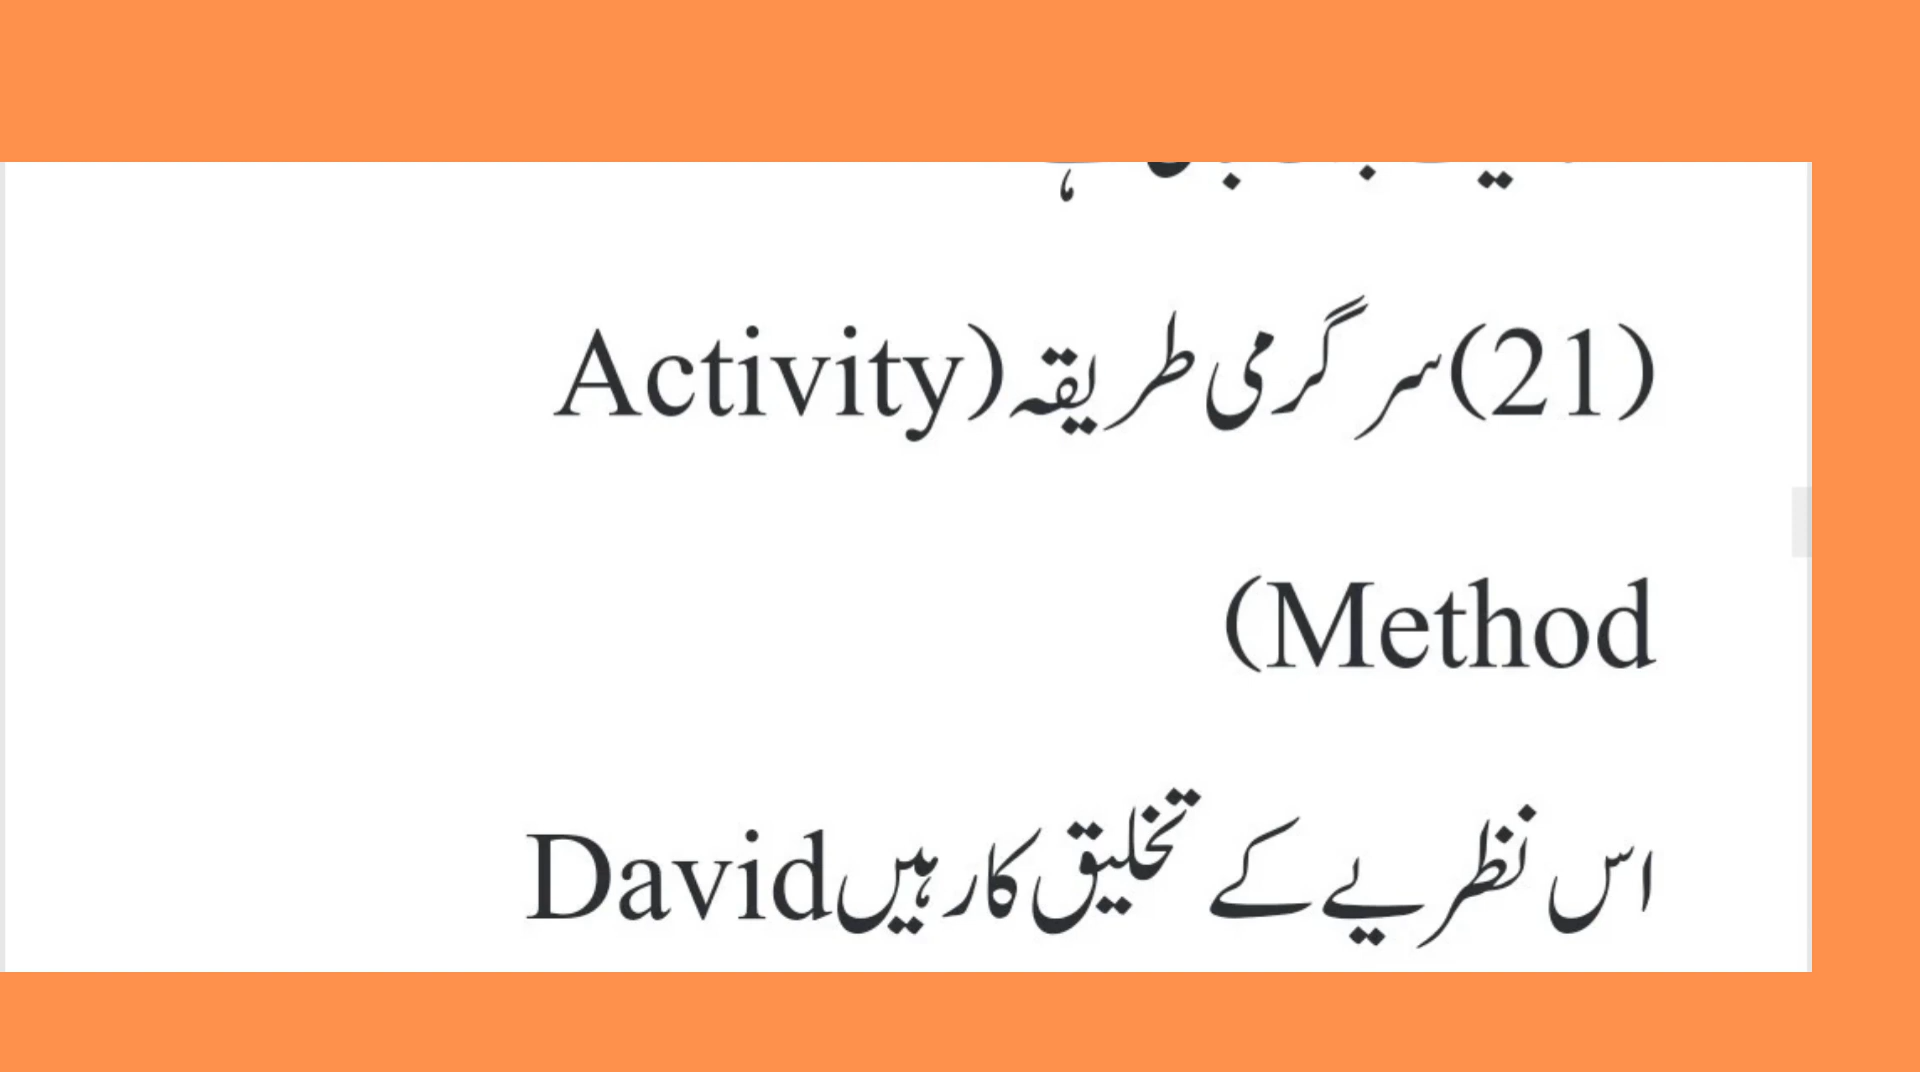 (21)سرگرمی طریقہ(Activity
Method)
اس نظریے کے تخلیق کار ہیںDavid